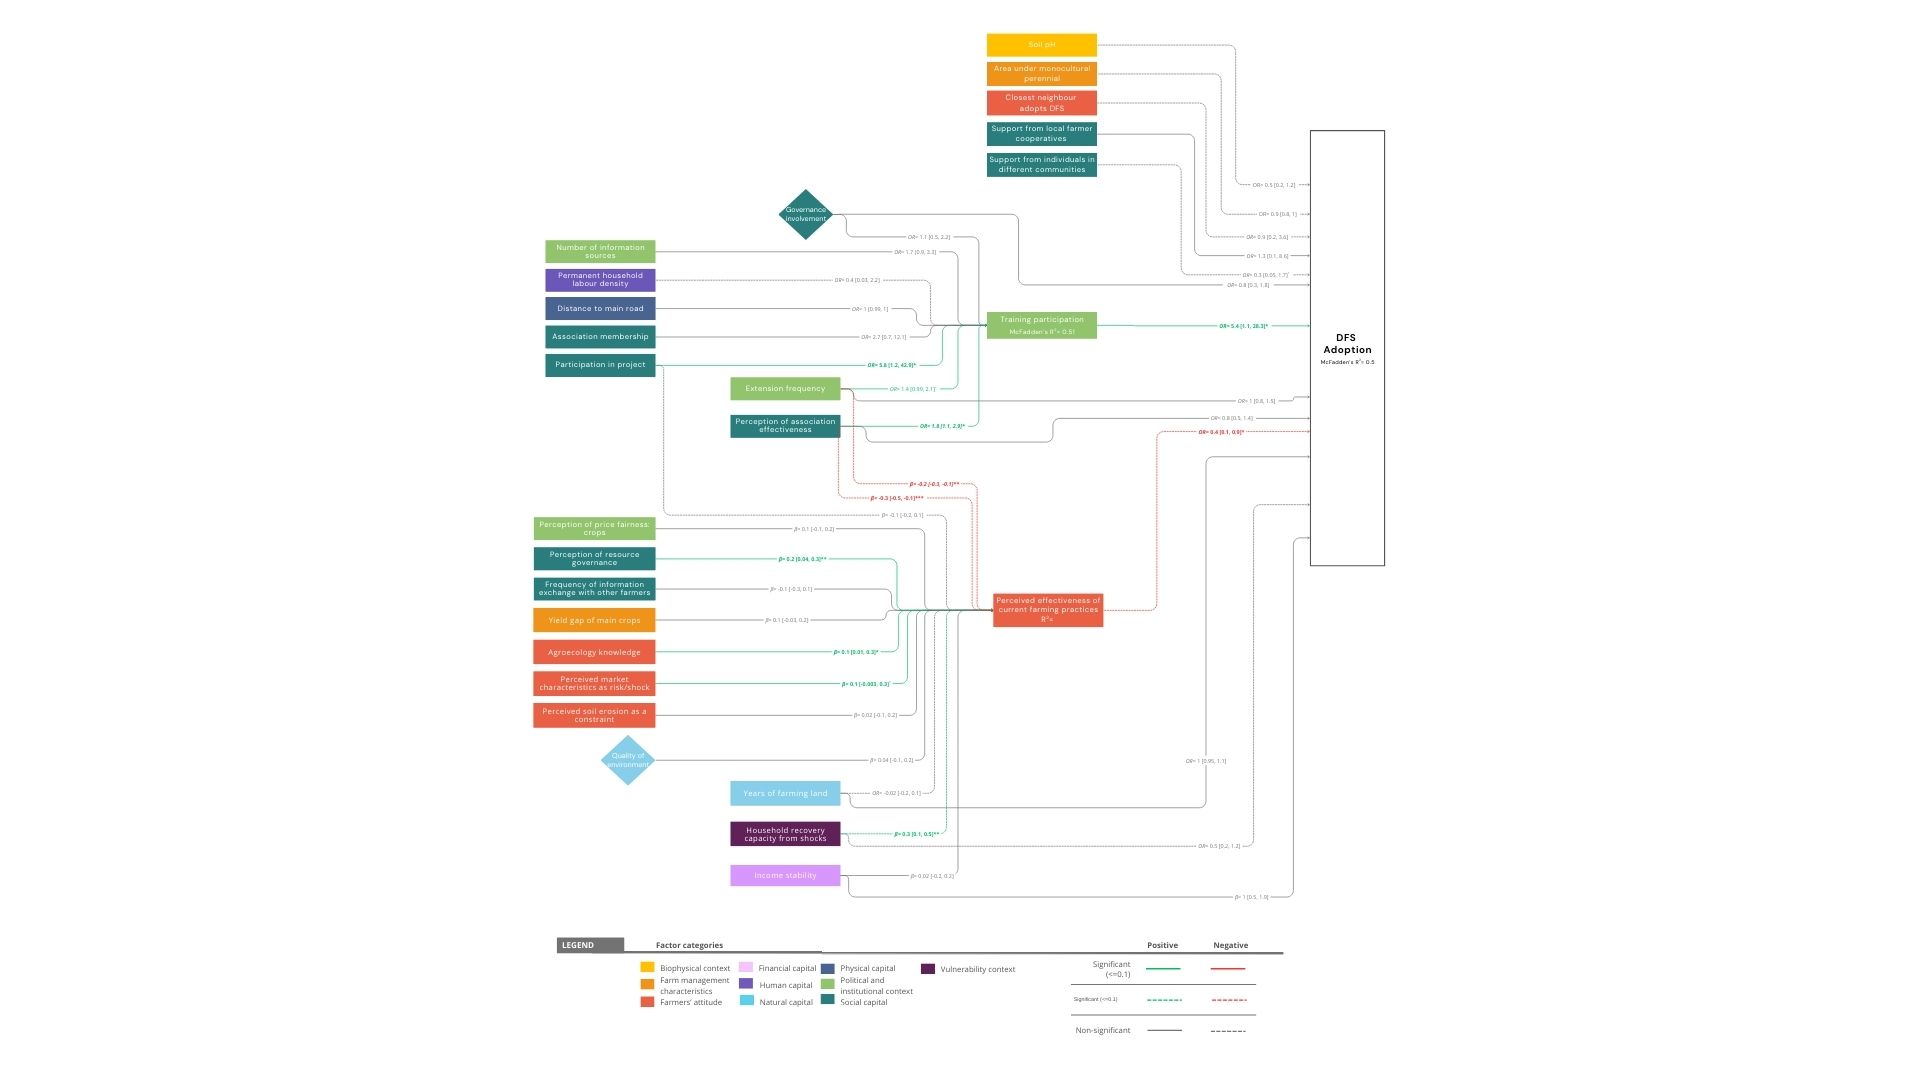 Soil pH
Area under monocultural
perennial
Closest neighbour
adopts DFS
Support from local farmer
cooperatives
Support from individuals in
different communities
OR= 0.5 [0.2, 1.2]
OR= 0.9 [0.8, 1]
OR= 0.9 [0.2, 3.6]
OR= 1.3 [0.1, 8.6]
OR= 0.3 [0.05, 1.7]
OR= 0.8 [0.3, 1.8]
Governance
involvement
OR= 1.1 [0.5, 2.2]
Number of information
sources
OR= 1.7 [0.9, 3.3]
Permanent household
labour density
OR= 0.4 [0.03, 2.2]
Distance to main road
OR= 1 [0.99, 1]
Association membership
OR= 2.7 [0.7, 12.1]
Participation in project
OR= 5.8 [1.2, 42.9]*
Training participation
McFadden's R²= 0.51
OR= 5.4 [1.1, 28.3]*
DFS
Adoption
McFadden's R²= 0.5
Extension frequency
OR= 1.4 [0.99, 2.1]
OR= 1 [0.8, 1.5]
Perception of association
effectiveness
OR= 1.8 [1.1, 2.9]*
OR= 0.8 [0.5, 1.4]
OR= 0.4 [0.1, 0.9]*
β= -0.2 [-0.3, -0.1]**
β= -0.3 [-0.5, -0.1]***
β= -0.1 [-0.2, 0.1]
Perception of price fairness:
crops
β= 0.1 [-0.1, 0.2]
Perception of resource
governance
β= 0.2 [0.04, 0.3]**
Frequency of information
exchange with other farmers
β= -0.1 [-0.3, 0.1]
Yield gap of main crops
β= 0.1 [-0.03, 0.2]
Perceived effectiveness of
current farming practices
R²=
Agroecology knowledge
β= 0.1 [0.01, 0.3]*
Perceived market
characteristics as risk/shock
β= 0.1 [-0.003, 0.3]
Perceived soil erosion as a
constraint
β= 0.02 [-0.1, 0.2]
Quality of
environment
β= 0.04 [-0.1, 0.2]
OR= 1 [0.95, 1.1]
Years of farming land
OR= -0.02 [-0.2, 0.1]
Household recovery
capacity from shocks
β= 0.3 [0.1, 0.5]**
OR= 0.5 [0.2, 1.2]
Income stability
β= 0.02 [-0.2, 0.2]
β= 1 [0.5, 1.9]
LEGEND
Factor categories
Biophysical context
Farm management
characteristics
Farmers' attitude
Financial capital
Human capital
Natural capital
Physical capital
Political and
institutional context
Social capital
Vulnerability context
Positive
Negative
Significant
(<=0.1)
Significant (<=0.1)
Non-significant